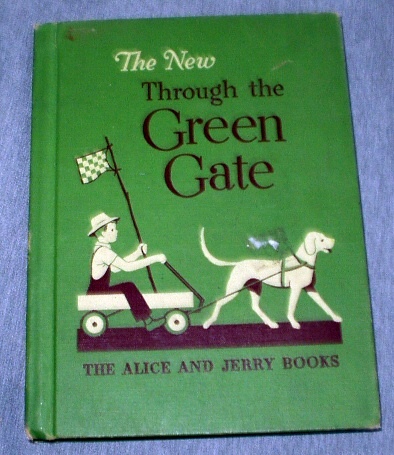 The New
Through the
Green
Gate
THE ALICE AND JERRY BOOKS